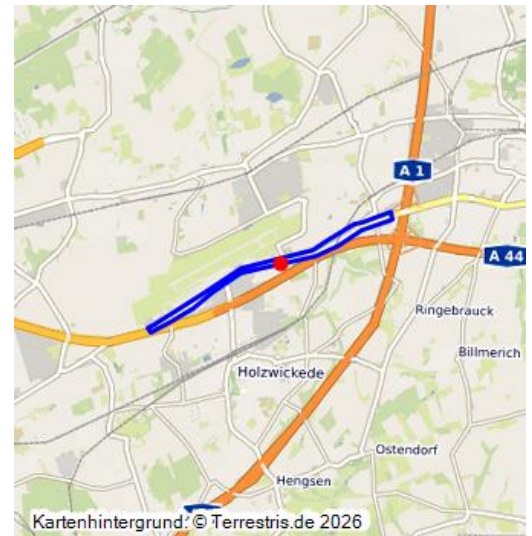 A 1
A 44
Ringebrauck
Billmerich
Holzwickede
Ostendorf
Hengsen
Kartenhintergrund: © Terrestris.de 2026